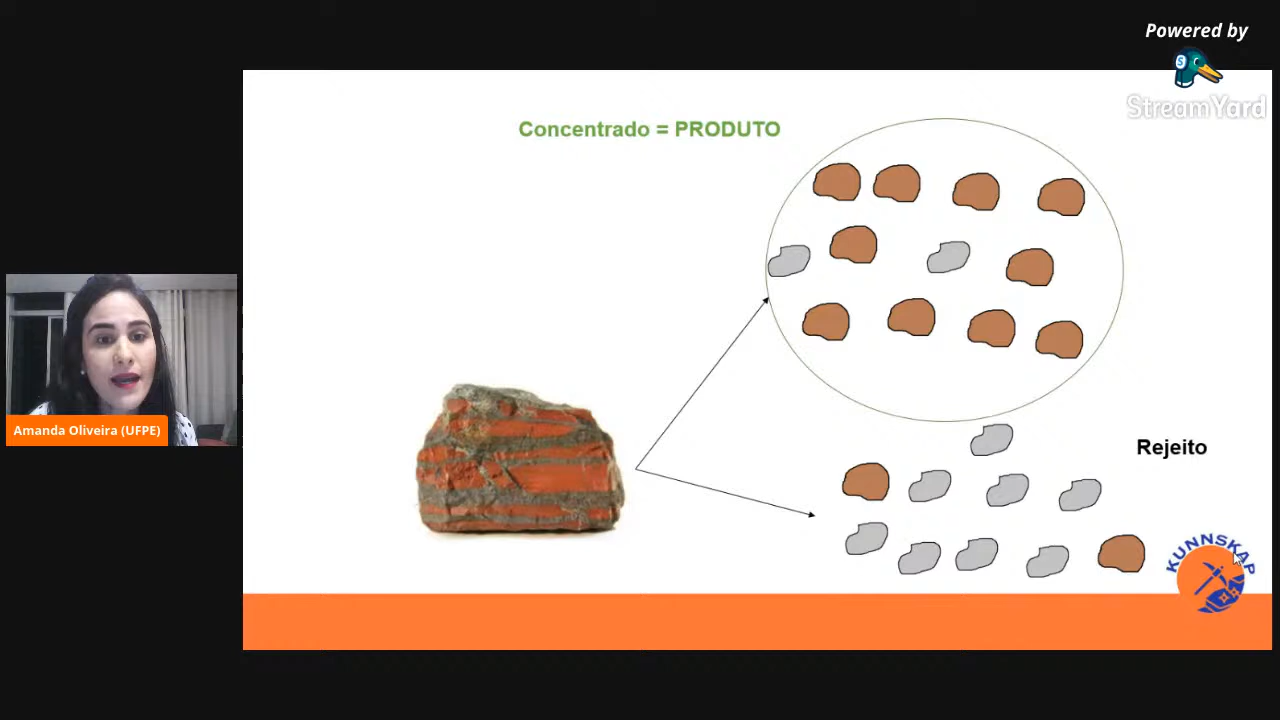 Powered by
S
StreamYard
Concentrado = PRODUTO
Amanda Oliveira (UFPE)
Rejeito
KUNNSKAP